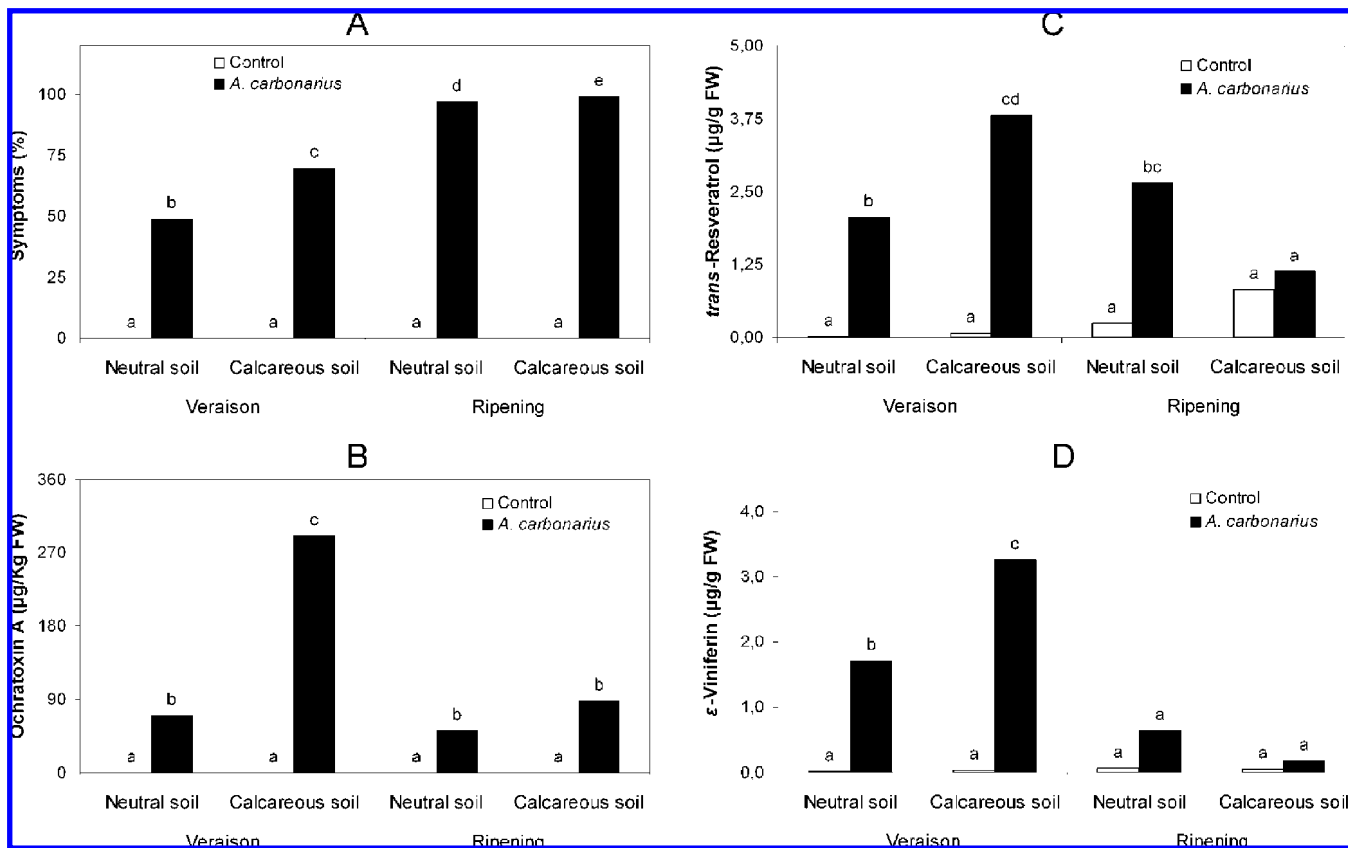 A
Control
A. carbonarius
Symptoms (%)
100
75
50
25
0
a
b
a
c
a
d
a
e
Neutral soil
Calcareous soil
Neutral soil
Calcareous soil
Veraison
Ripening
C
Control
A. carbonarius
trans-Resveratrol (µg/g FW)
5,00
3,75
2,50
1,25
0,00
a
b
a
cd
a
bc
a
a
Neutral soil
Calcareous soil
Neutral soil
Calcareous soil
Veraison
Ripening
B
Control
A. carbonarius
Ochratoxin A (µg/Kg FW)
360
270
180
90
0
a
b
a
c
a
b
a
b
Neutral soil
Calcareous soil
Neutral soil
Calcareous soil
Veraison
Ripening
D
Control
A. carbonarius
ε-Viniferin (µg/g FW)
4,0
3,0
2,0
1,0
0,0
a
b
a
c
a
a
a
a
Neutral soil
Calcareous soil
Neutral soil
Calcareous soil
Veraison
Ripening